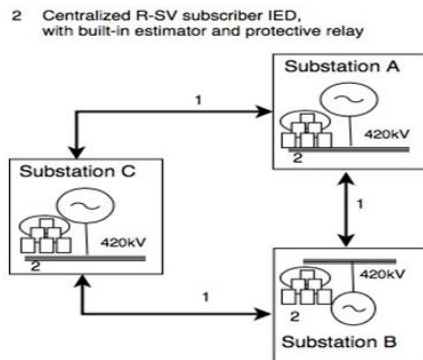 2 Centralized R-SV subscriber IED,
with built-in estimator and protective relay
Substation A
420kV
2
1
Substation C
420kV
2
1
1
420kV
2
Substation B